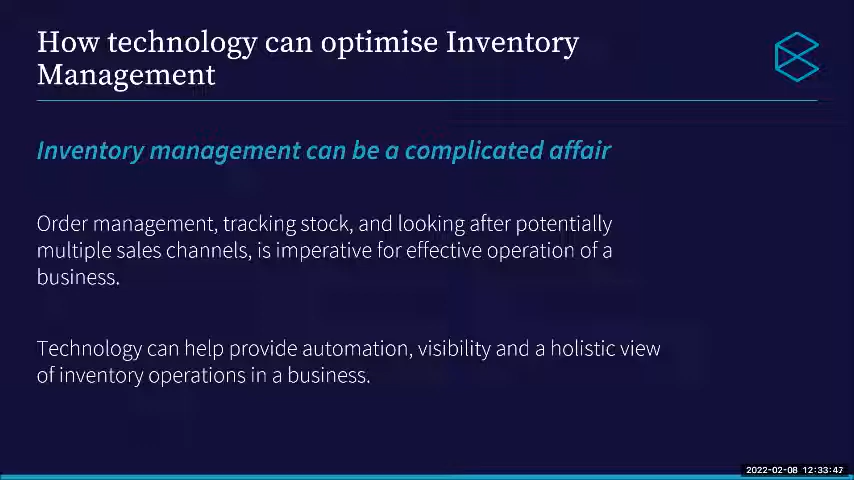 How technology can optimise Inventory
Management
Inventory management can be a complicated affair
Order management, tracking stock, and looking after potentially
multiple sales channels, is imperative for effective operation of a
business.
Technology can help provide automation, visibility and a holistic view
of inventory operations in a business.
2022-02-08 12:33:47